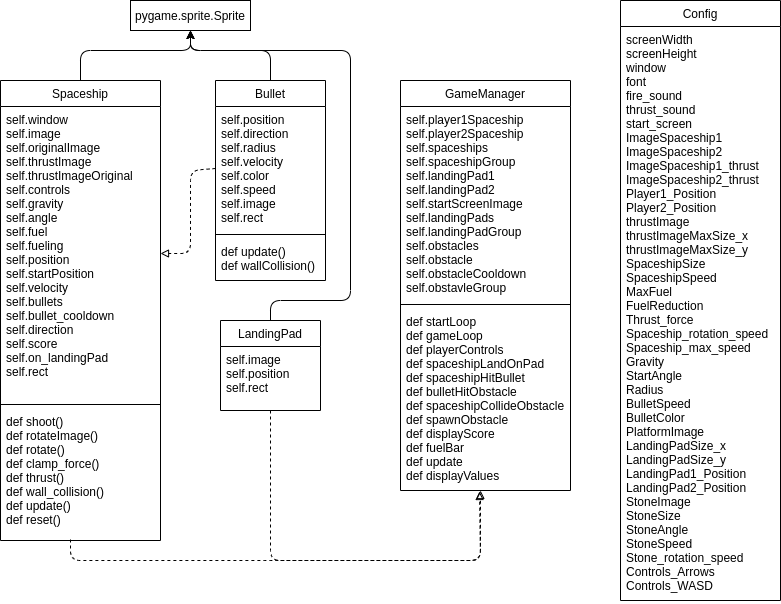 pygame.sprite.Sprite
Spaceship
self.window
self.image
self.originalImage
self.thrustImage
self.thrustImageOriginal
self.controls
self.gravity
self.angle
self.fuel
self.fueling
self.position
self.startPosition
self.velocity
self.bullets
self.bullet_cooldown
self.direction
self.score
self.on_landingPad
self.rect
def shoot()
def rotateImage()
def rotate()
def clamp_force()
def thrust()
def wall_collision()
def update()
def reset()
Bullet
self.position
self.direction
self.radius
self.velocity
self.color
self.speed
self.image
self.rect
def update()
def wallCollision()
LandingPad
self.image
self.position
self.rect
GameManager
self.player1Spaceship
self.player2Spaceship
self.spaceships
self.spaceshipGroup
self.landingPad1
self.landingPad2
self.startScreenImage
self.landingPads
self.landingPadGroup
self.obstacles
self.obstacle
self.obstacleCooldown
self.obstavleGroup
def startLoop
def gameLoop
def playerControls
def spaceshipLandOnPad
def spaceshipHitBullet
def bulletHitObstacle
def spaceshipCollideObstacle
def spawnObstacle
def displayScore
def fuelBar
def update
def displayValues
Config
screenWidth
screenHeight
window
font
fire_sound
thrust_sound
start_screen
ImageSpaceship1
ImageSpaceship2
ImageSpaceship1_thrust
ImageSpaceship2_thrust
Player1_Position
Player2_Position
thrustImage
thrustImageMaxSize_x
thrustImageMaxSize_y
SpaceshipSize
SpaceshipSpeed
MaxFuel
FuelReduction
Thrust_force
Spaceship_rotation_speed
Spaceship_max_speed
Gravity
StartAngle
Radius
BulletSpeed
BulletColor
PlatformImage
LandingPadSize_x
LandingPadSize_y
LandingPad1_Position
LandingPad2_Position
StoneImage
StoneSize
StoneAngle
StoneSpeed
Stone_rotation_speed
Controls_Arrows
Controls_WASD